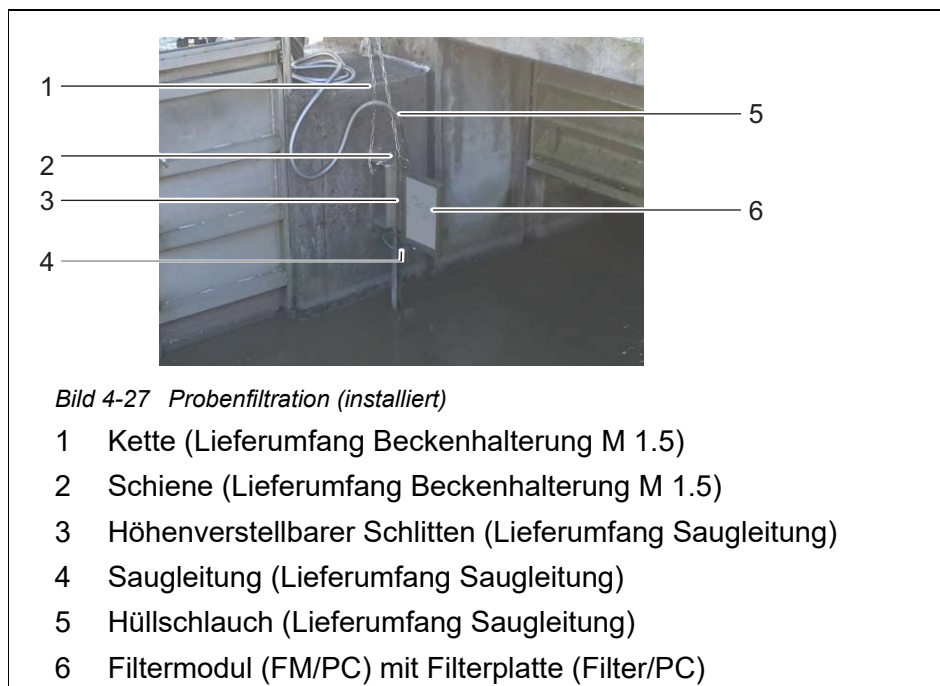 1
2
3
4
5
6
Bild 4-27 Probenfiltration (installiert)
1 Kette (Lieferumfang Beckenhalterung M 1.5)
2 Schiene (Lieferumfang Beckenhalterung M 1.5)
3 Höhenverstellbarer Schlitten (Lieferumfang Saugleitung)
4 Saugleitung (Lieferumfang Saugleitung)
5 Hüllschlauch (Lieferumfang Saugleitung)
6 Filtermodul (FM/PC) mit Filterplatte (Filter/PC)